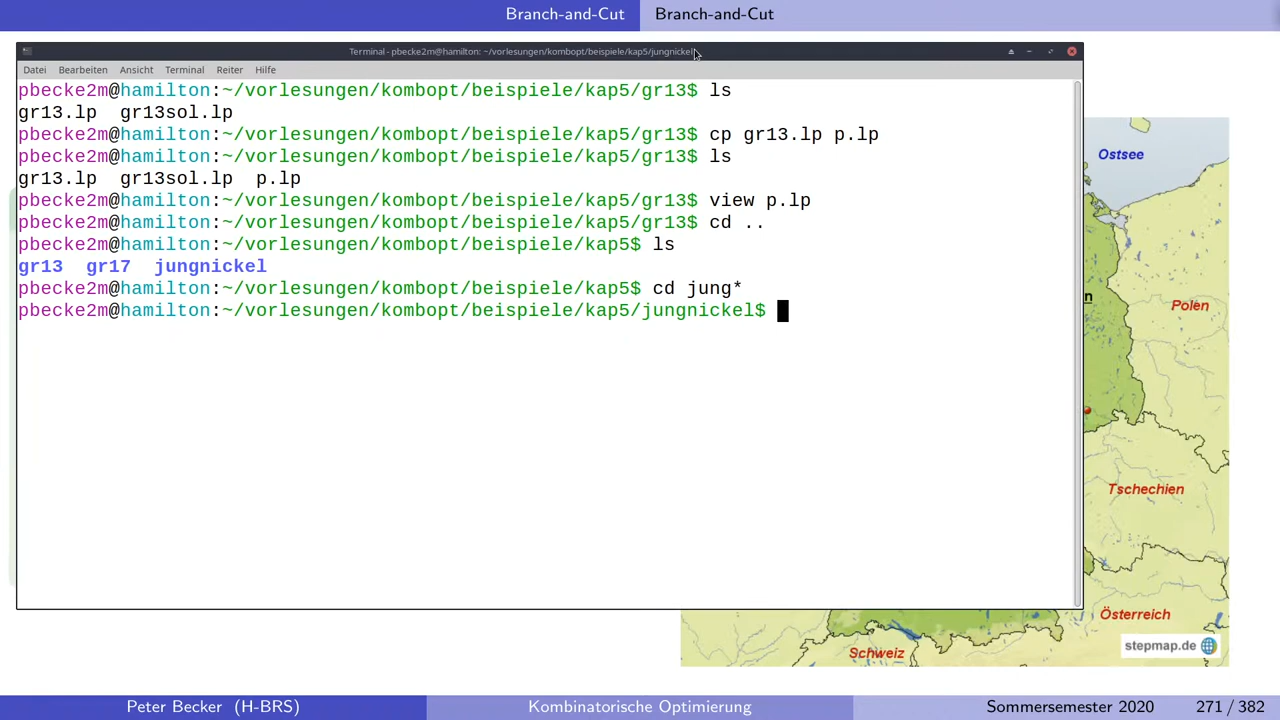 Branch-and-Cut Branch-and-Cut
Terminal - pbecke2m@hamilton: ~/vorlesungen/kombopt/beispiele/kap5/jungnickel
Datei Bearbeiten Ansicht Terminal Reiter Hilfe
pbecke2m@hamilton:~/vorlesungen/kombopt/beispiele/kap5/gr13$ ls
gr13.lp gr13sol.lp
pbecke2m@hamilton:~/vorlesungen/kombopt/beispiele/kap5/gr13$ cp gr13.lp p.lp
pbecke2m@hamilton:~/vorlesungen/kombopt/beispiele/kap5/gr13$ ls
gr13.lp gr13sol.lp p.lp
pbecke2m@hamilton:~/vorlesungen/kombopt/beispiele/kap5/gr13$ view p.lp
pbecke2m@hamilton:~/vorlesungen/kombopt/beispiele/kap5/gr13$ cd ..
pbecke2m@hamilton:~/vorlesungen/kombopt/beispiele/kap5$ ls
gr13 gr17 jungnickel
pbecke2m@hamilton:~/vorlesungen/kombopt/beispiele/kap5$ cd jung*
pbecke2m@hamilton:~/vorlesungen/kombopt/beispiele/kap5/jungnickel$
Ostsee
n
Polen
Tschechien
Österreich
stepmap.de
Schweiz
Peter Becker (H-BRS) Kombinatorische Optimierung Sommersemester 2020 271 / 382